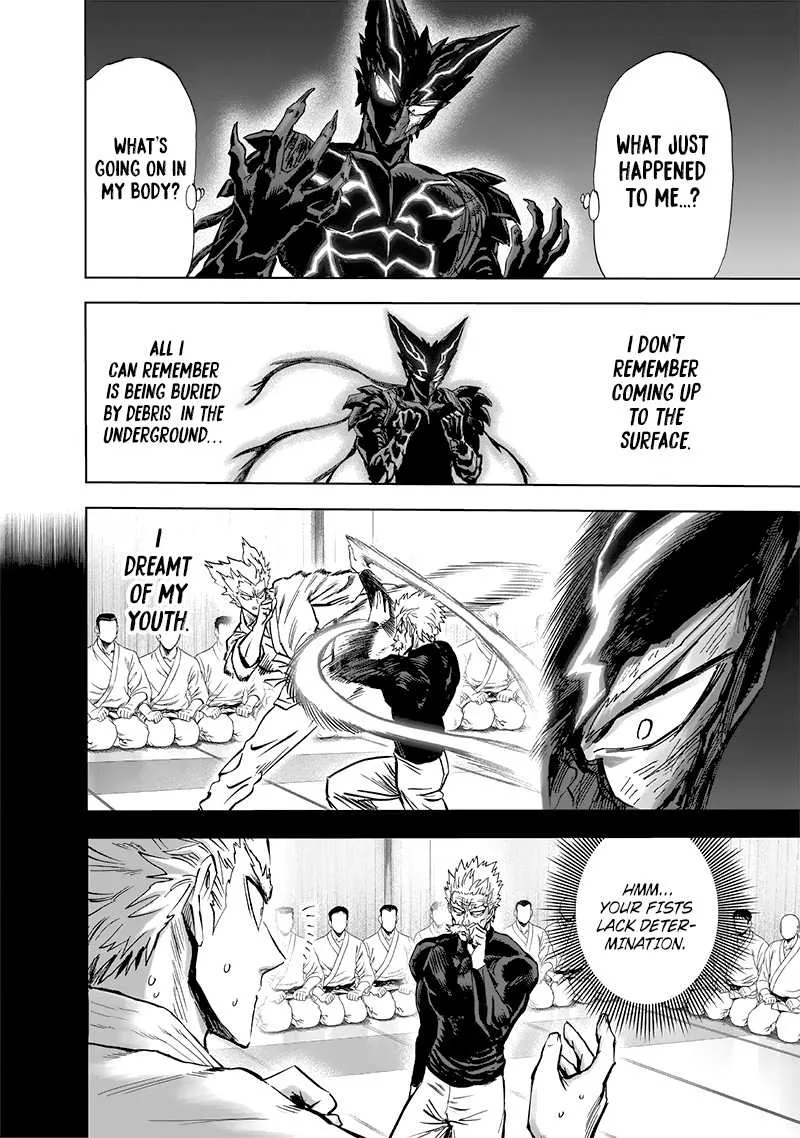 WHAT JUST
HAPPENED
TO ME...?
WHAT'S
GOING ON IN
MY BODY?
I DON'T
REMEMBER
COMING UP
TO THE
SURFACE.
ALL I
CAN REMEMBER
IS BEING BURIED
BY DEBRIS IN THE
UNDERGROUND...
I
DREAMT
OF MY
YOUTH.
HMM...
YOUR FISTS
LACK DETER-
MINATION.